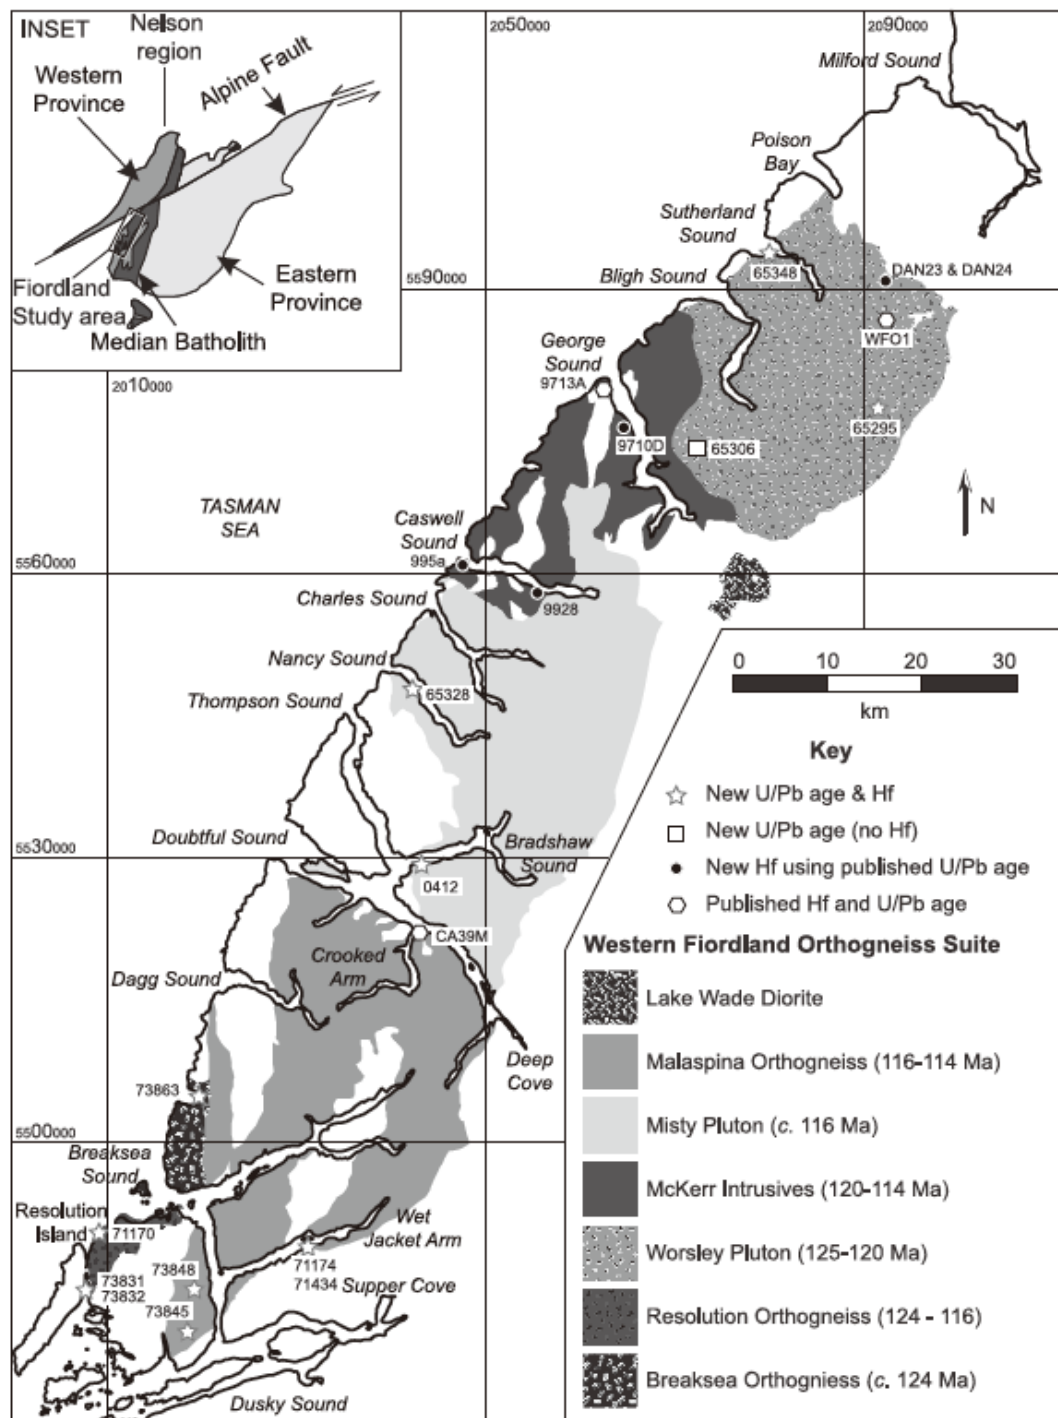 INSET
Nelson
region
Western
Province
Alpine Fault
Fiordland
Study area
Eastern
Province
Median Batholith
2050000
2090000
Milford Sound
Poison
Bay
Sutherland
Sound
65348
DAN23 & DAN24
5590000
Bligh Sound
WFO1
George
Sound
9713A
2010000
65295
9710D
65306
N
TASMAN
SEA
Caswell
Sound
995a
5560000
9928
Charles Sound
Nancy Sound
65328
Thompson Sound
Doubtful Sound
Bradshaw
Sound
5530000
0412
CA39M
Crooked
Arm
Dagg Sound
Deep
Cove
73863
5500000
Breaksea
Sound
Resolution
Island
71170
Wet
Jacket Arm
73848
71174
71434
73831
73832
73845
Supper Cove
Dusky Sound
0 10 20 30
km
Key
New U/Pb age & Hf
New U/Pb age (no Hf)
New Hf using published U/Pb age
Published Hf and U/Pb age
Western Fiordland Orthogneiss Suite
Lake Wade Diorite
Malaspina Orthogneiss (116-114 Ma)
Misty Pluton (c. 116 Ma)
McKerr Intrusives (120-114 Ma)
Worsley Pluton (125-120 Ma)
Resolution Orthogneiss (124 - 116)
Breaksea Orthogniess (c. 124 Ma)